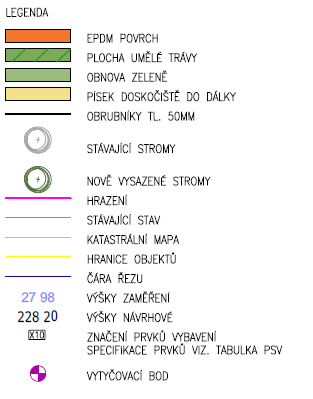 LEGENDA
EPDM POVRCH
PLOCHA UMĚLÉ TRÁVY
OBNOVA ZELENĚ
PÍSEK DOSKOČIŠTĚ DO DÁLKY
OBRUBNÍKY TL. 50MM
STÁVAJÍCÍ STROMY
NOVĚ VYSAZENÉ STROMY
HRAZENÍ
STÁVAJÍCÍ STAV
KATASTRÁLNÍ MAPA
HRANICE OBJEKTŮ
ČÁRA ŘEZU
27 98 VÝŠKY ZAMĚŘENÍ
228 20 VÝŠKY NÁVRHOVÉ
X10 ZNAČENÍ PRVKŮ VYBAVENÍ
SPECIFIKACE PRVKŮ VIZ. TABULKA PSV
VYTYČOVACÍ BOD